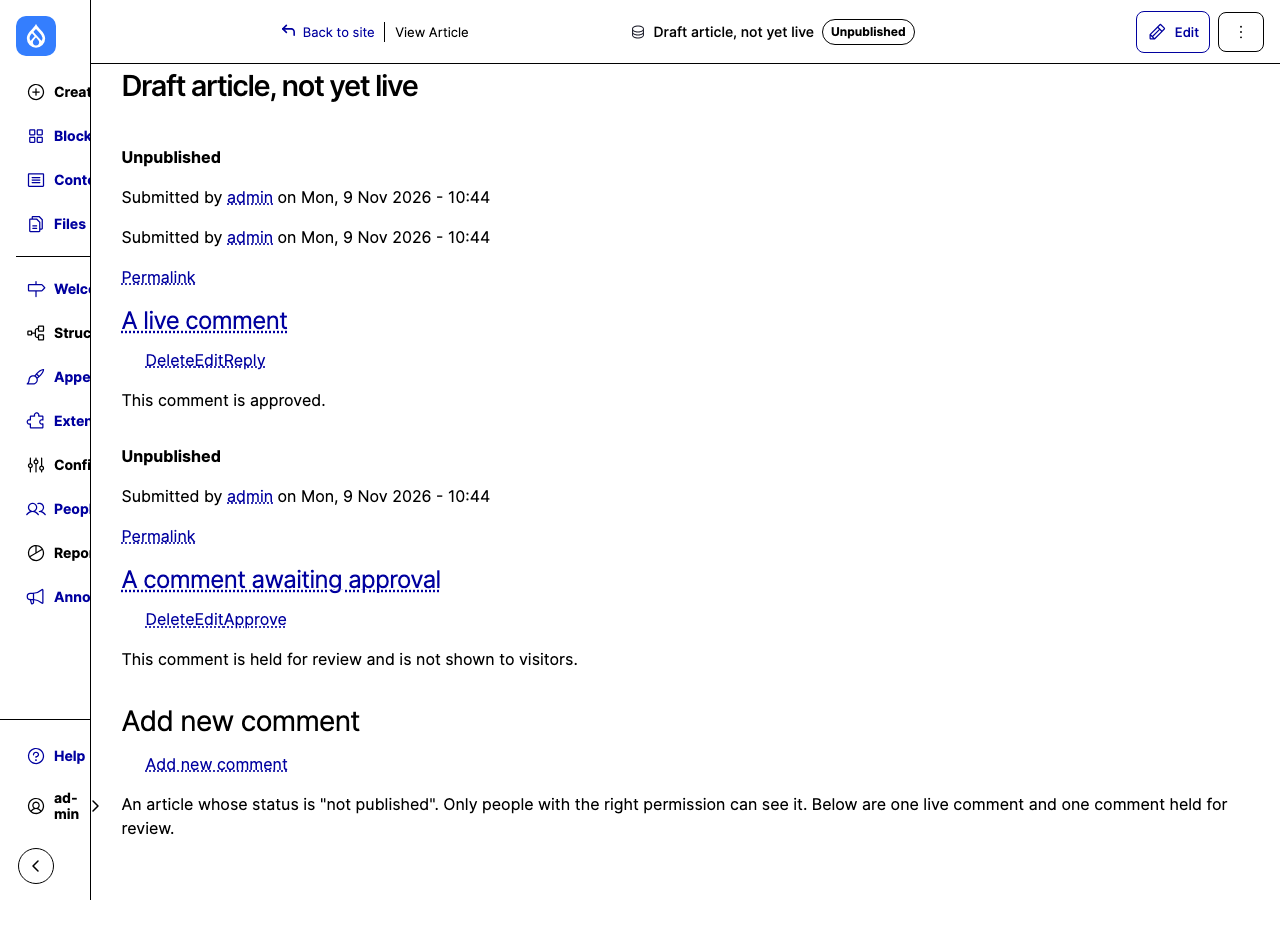 Back to site
View Article
Draft article, not yet live
Unpublished
Edit
Creat
Block
Conte
Files
Welco
Struc
Appe
Exten
Confi
Peopl
Repor
Anno
Help
ad-
min
Draft article, not yet live
Unpublished
Submitted by admin on Mon, 9 Nov 2026 - 10:44
Submitted by admin on Mon, 9 Nov 2026 - 10:44
Permalink
A live comment
DeleteEditReply
This comment is approved.
Unpublished
Submitted by admin on Mon, 9 Nov 2026 - 10:44
Permalink
A comment awaiting approval
DeleteEditApprove
This comment is held for review and is not shown to visitors.
Add new comment
Add new comment
An article whose status is "not published". Only people with the right permission can see it. Below are one live comment and one comment held for
review.